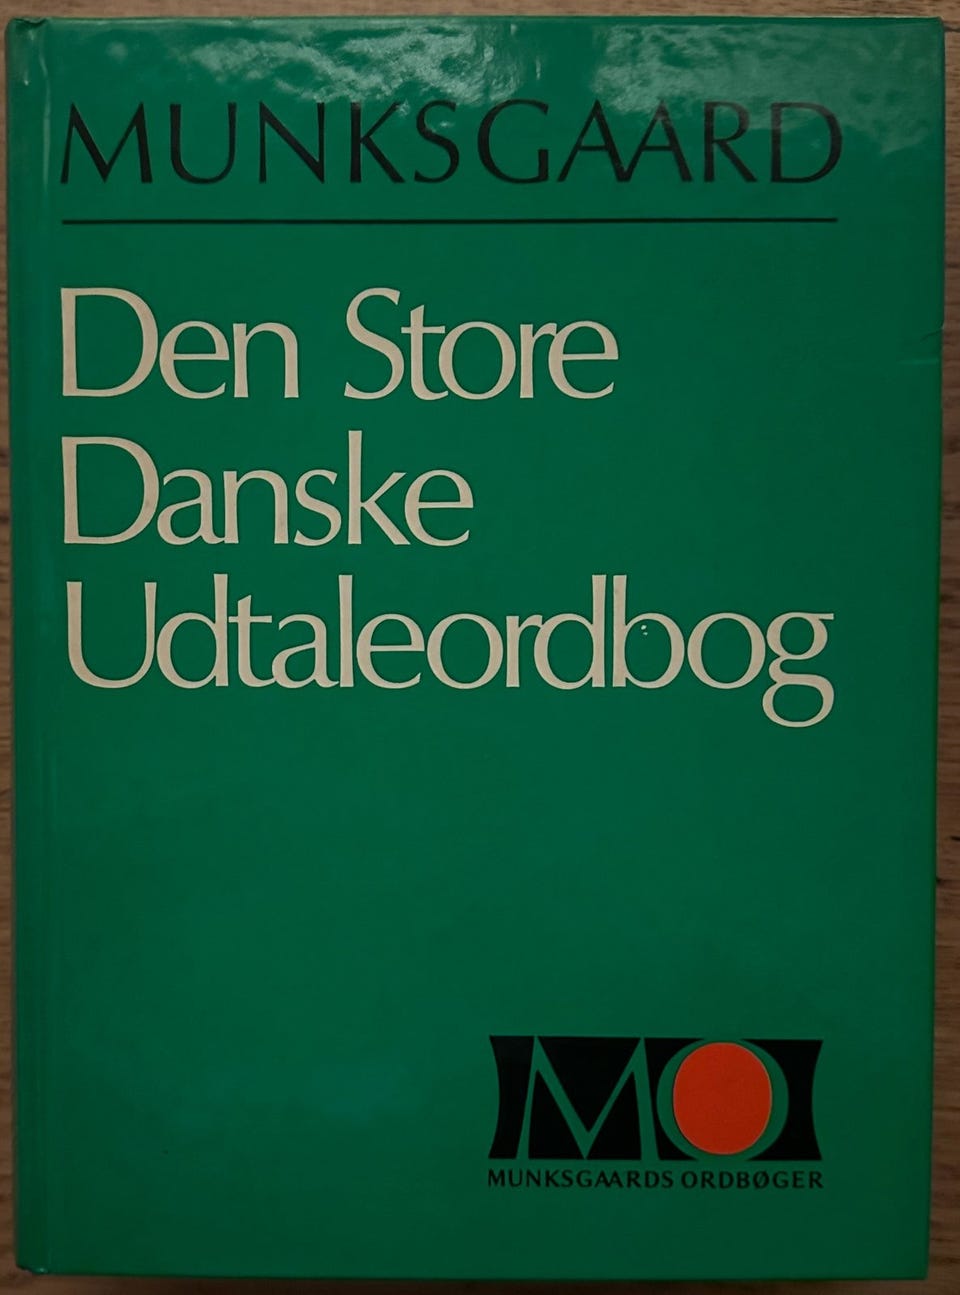 MUNKSGAARD
Den Store
Danske
Udtaleordbog
MO
MUNKSGAARDS ORDBØGER